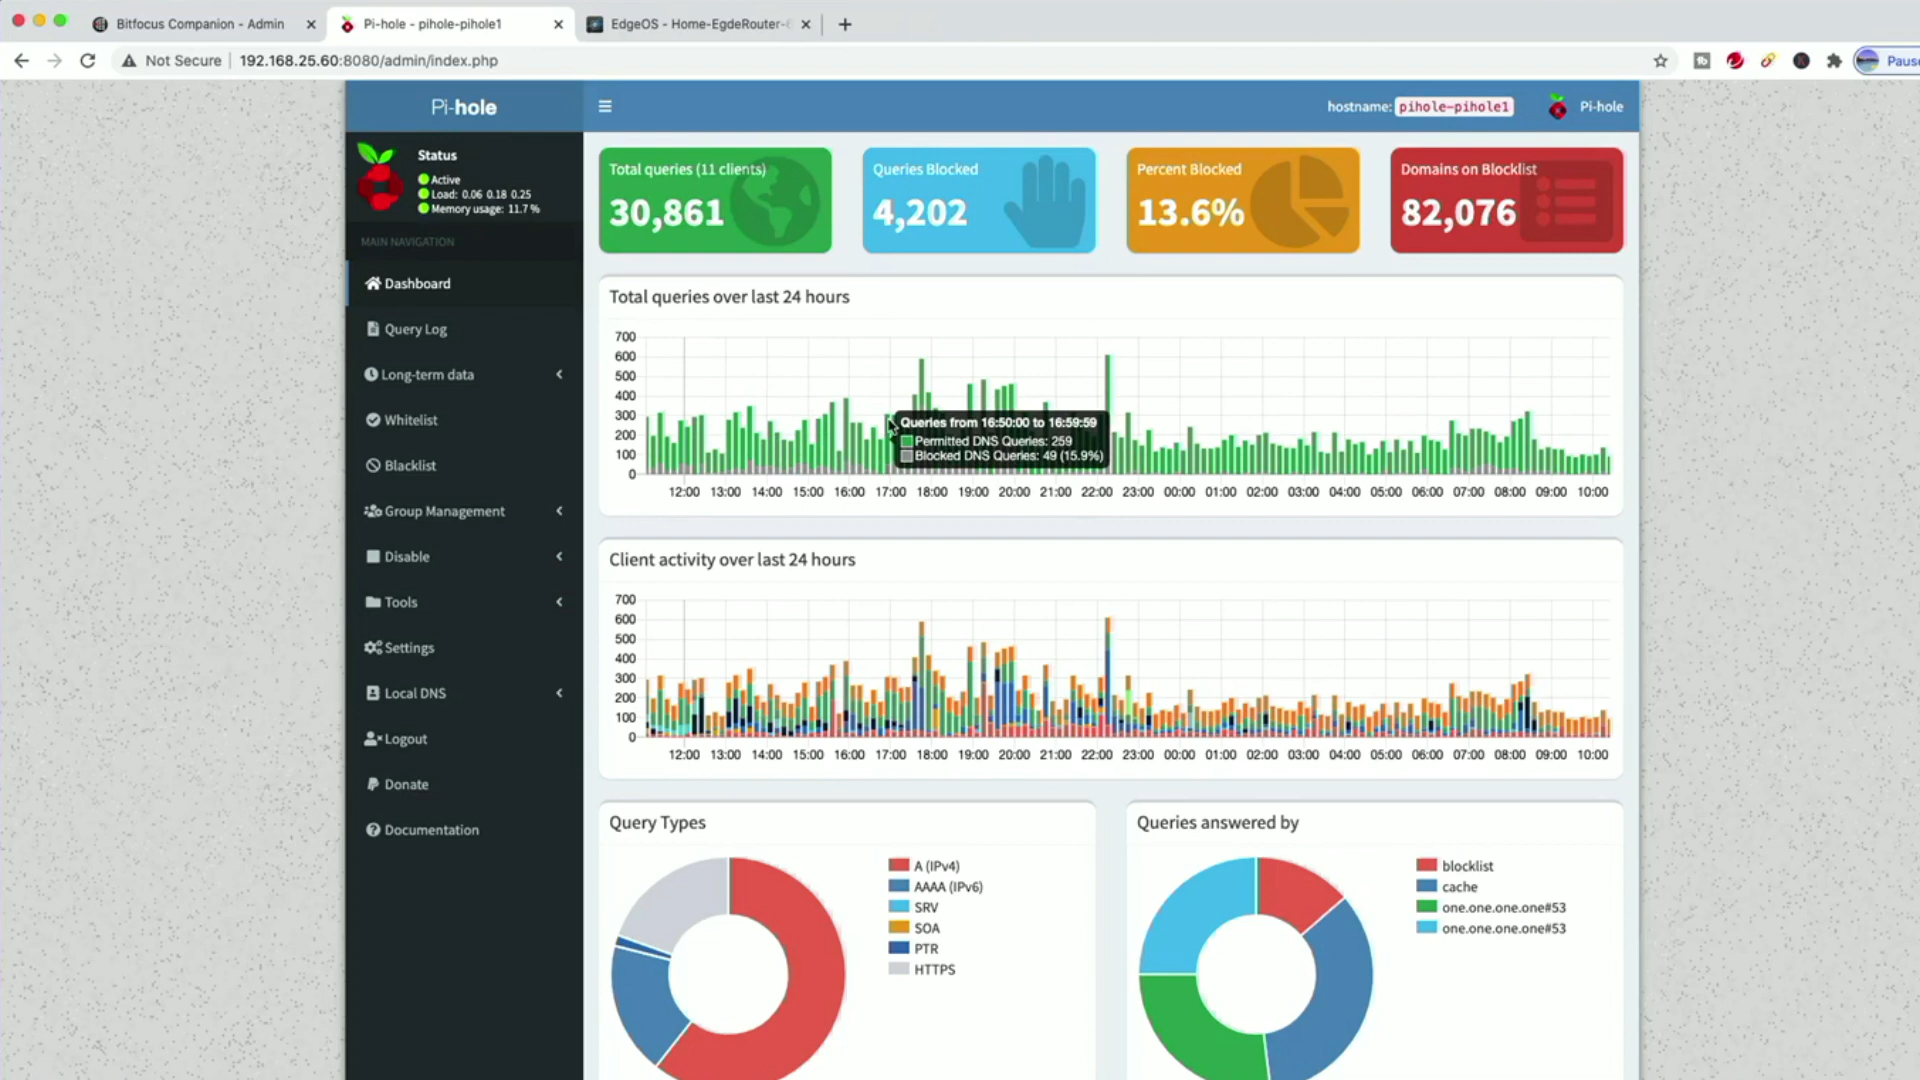 Bitfocus Companion - Admin
Pi-hole - pihole-pihole1
EdgeOS - Home-EgdeRouter-
Not Secure
192.168.25.60:8080/admin/index.php
Pause
Pi-hole
hostname: pihole-pihole1
Pi-hole
Status
Active
Load: 0.06 0.18 0.25
Memory usage: 11.7 %
MAIN NAVIGATION
Dashboard
Query Log
Long-term data
Whitelist
Blacklist
Group Management
Disable
Tools
Settings
Local DNS
Logout
Donate
Documentation
Total queries (11 clients)
30,861
Queries Blocked
4,202
Percent Blocked
13.6%
Domains on Blocklist
82,076
Total queries over last 24 hours
700
600
500
400
300
200
100
0
Queries from 16:50:00 to 16:59:59
Permitted DNS Queries: 259
Blocked DNS Queries: 49 (15.9%)
12:00 13:00 14:00 15:00 16:00 17:00 18:00 19:00 20:00 21:00 22:00 23:00 00:00 01:00 02:00 03:00 04:00 05:00 06:00 07:00 08:00 09:00 10:00
Client activity over last 24 hours
700
600
500
400
300
200
100
0
12:00 13:00 14:00 15:00 16:00 17:00 18:00 19:00 20:00 21:00 22:00 23:00 00:00 01:00 02:00 03:00 04:00 05:00 06:00 07:00 08:00 09:00 10:00
Query Types
A (IPv4)
AAAA (IPv6)
SRV
SOA
PTR
HTTPS
Queries answered by
blocklist
cache
one.one.one.one#53
one.one.one.one#53